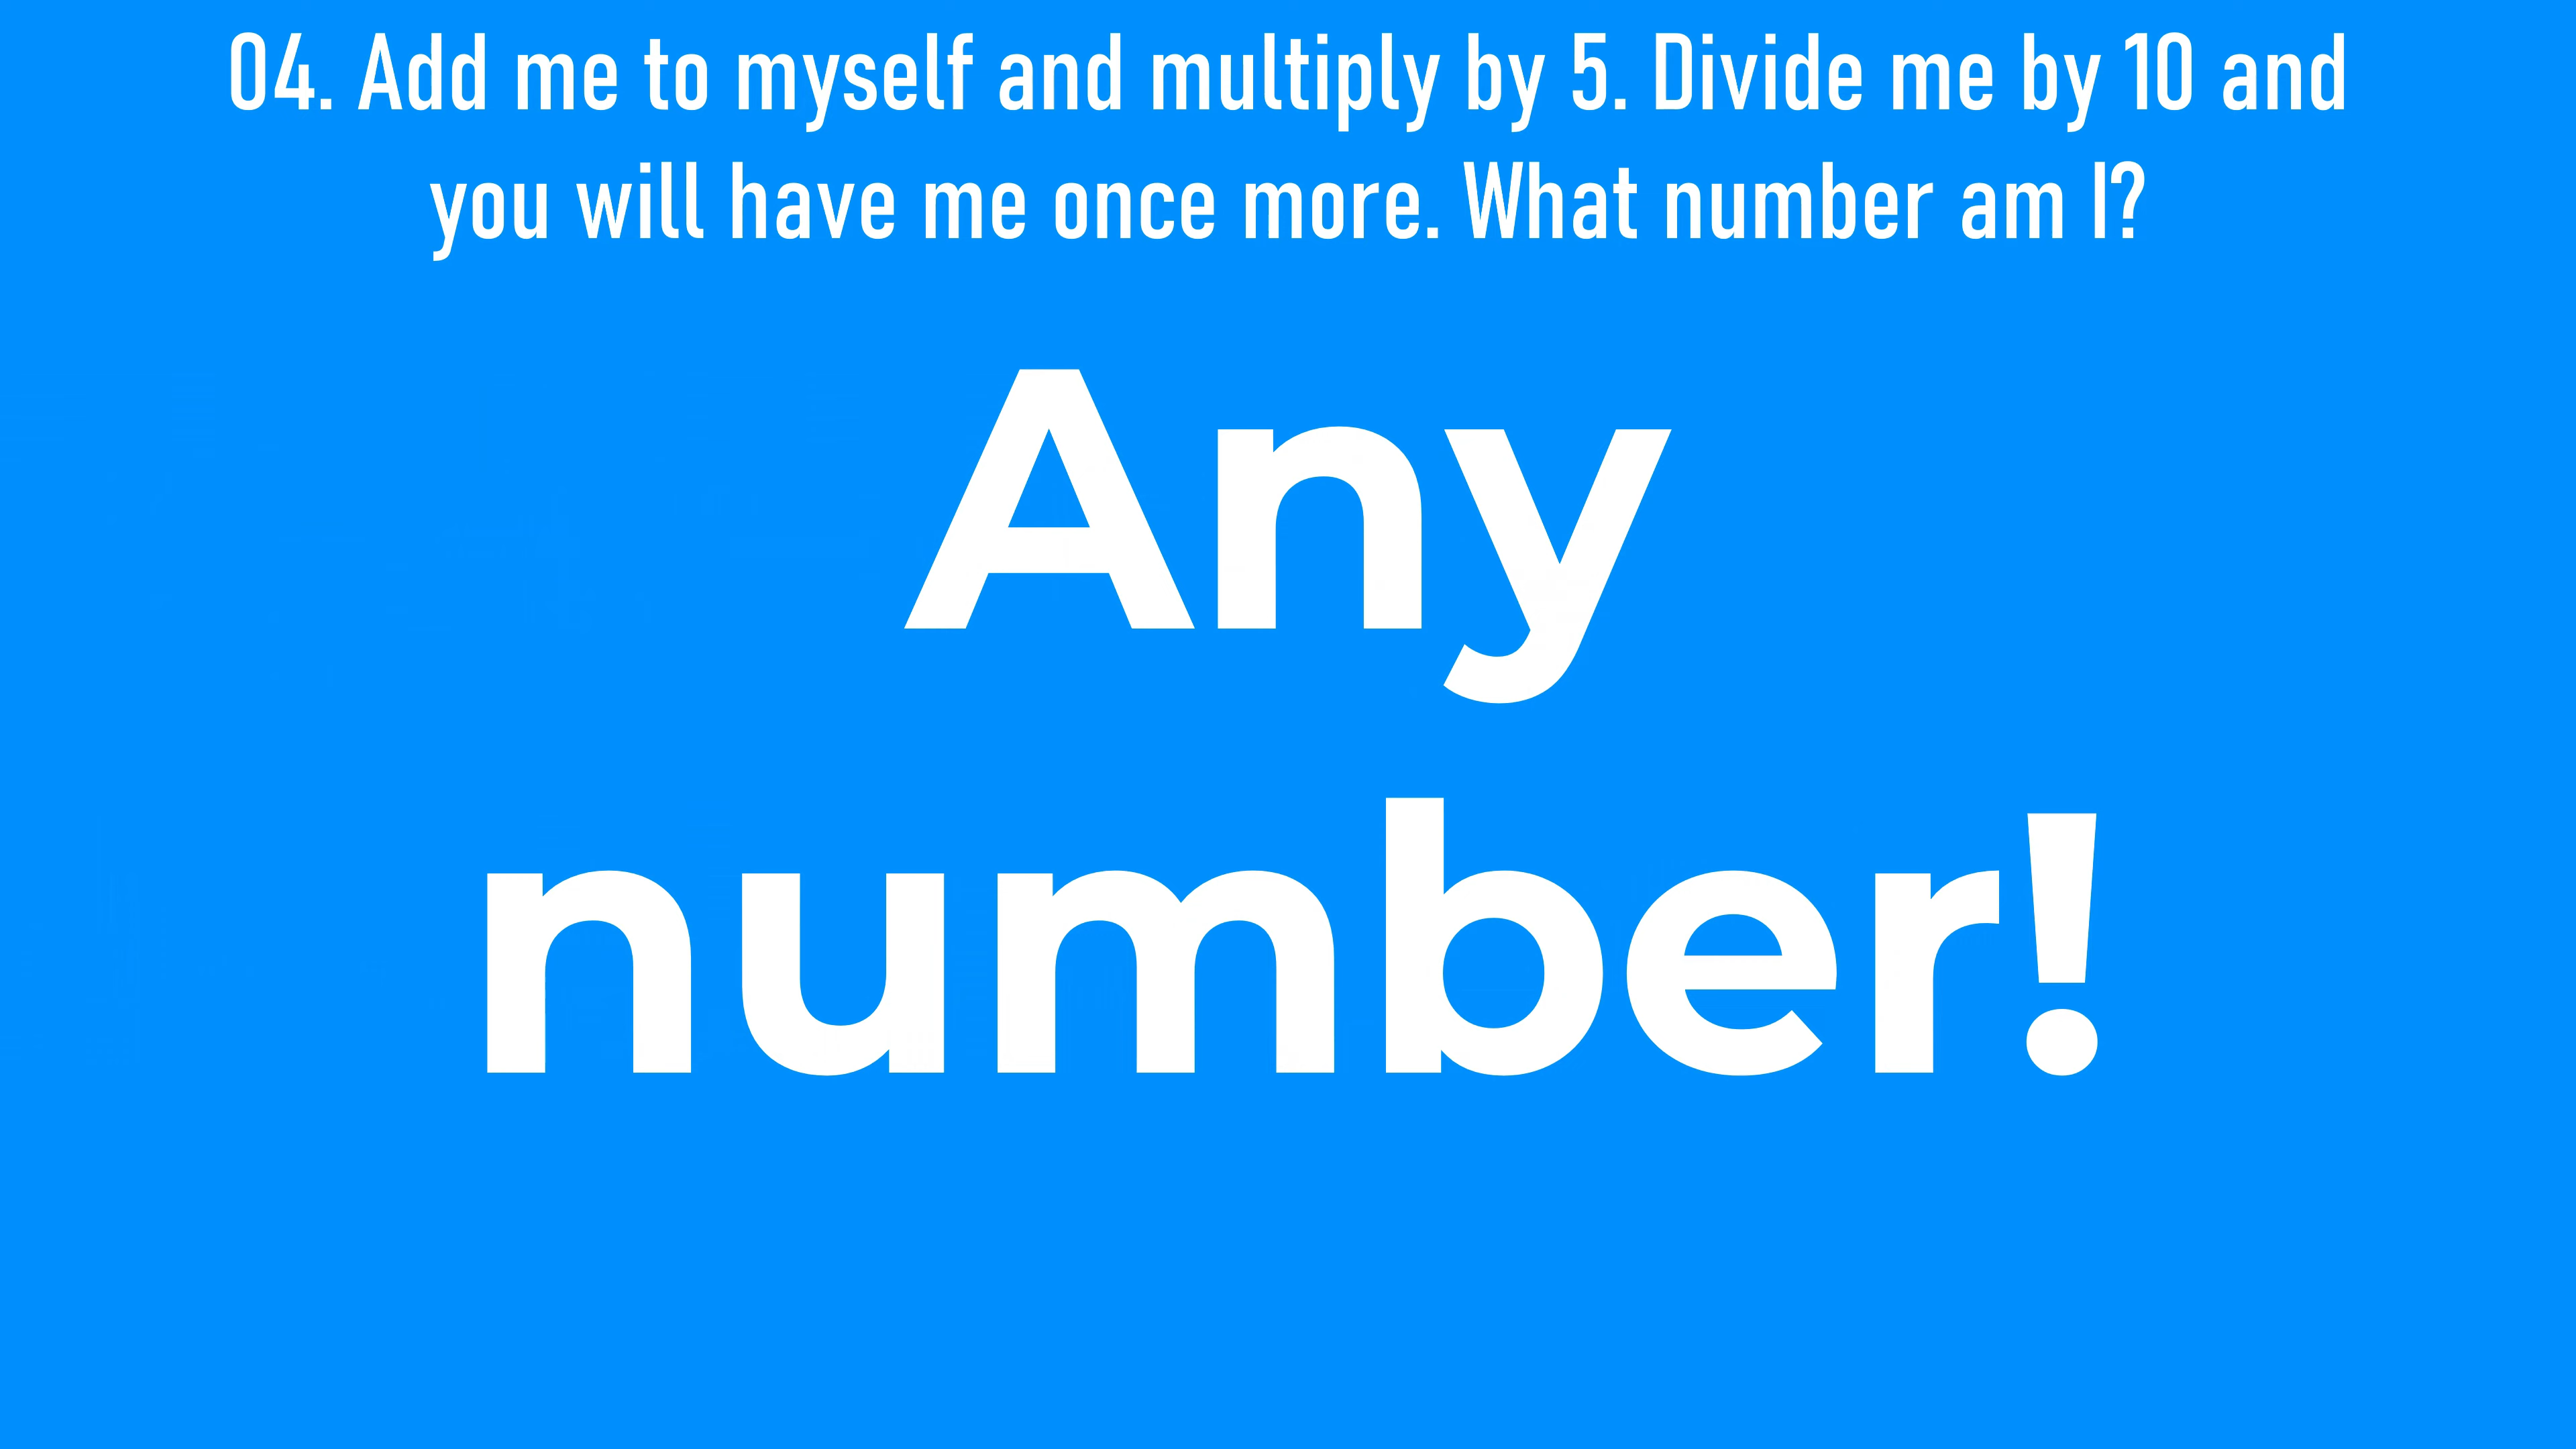 04. Add me to myself and multiply by 5. Divide me by 10 and
you will have me once more. What number am I?
Any
number!